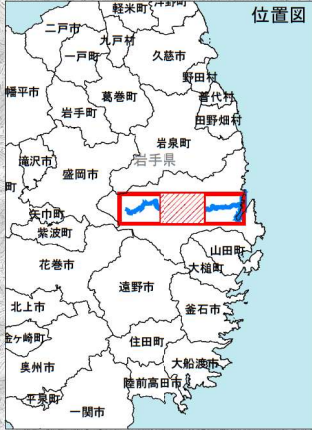 位置図
軽米町
洋野町
二戸市
九戸村
一戸町
久慈市
野田村
葛巻町
普代村
幡平市
田野畑村
岩手町
岩泉町
岩手県
滝沢市
盛岡市
町
矢巾町
紫波町
山田町
花巻市
大槌町
遠野市
北上市
釜石市
金ヶ崎町
住田町
奥州市
大船渡市
陸前高田市
平泉町
一関市